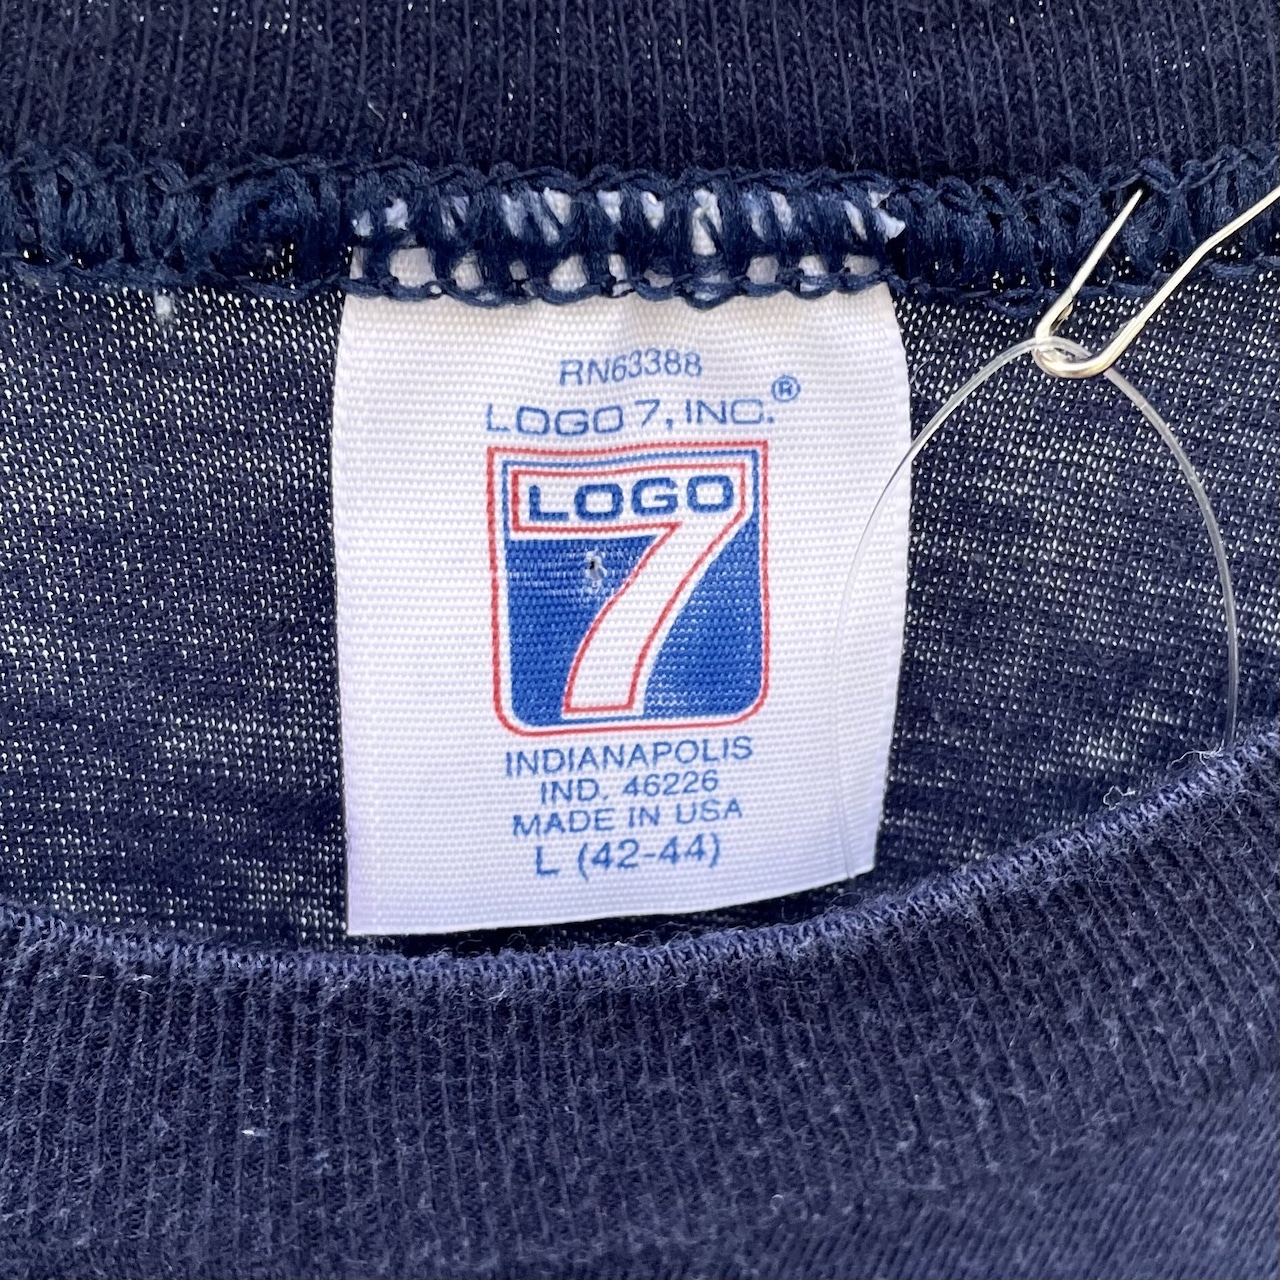 RN63388
LOGO 7, INC.®
LOGO
7
INDIANAPOLIS
IND. 46226
MADE IN USA
L (42-44)